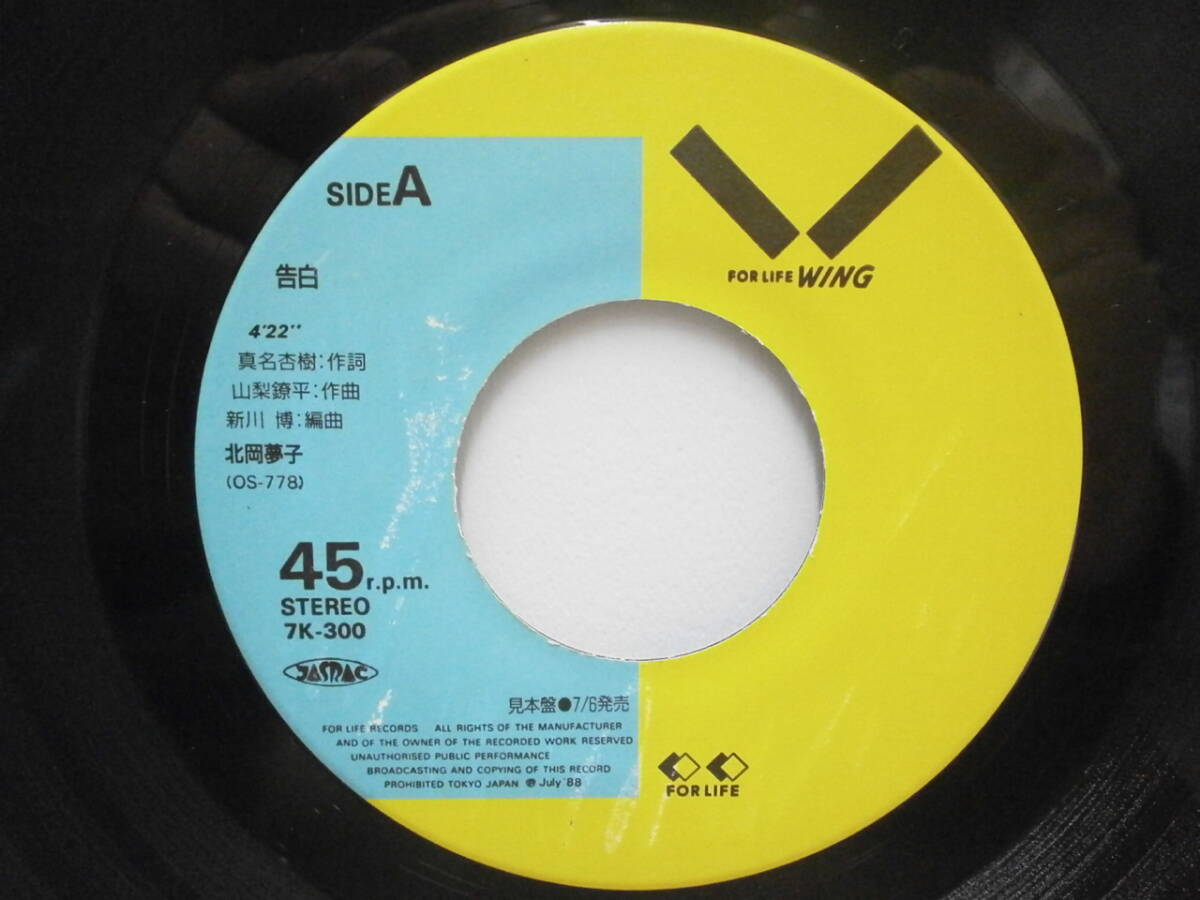 SIDE A
FOR LIFE WING
告白
4'22"
真名杏樹:作詞
山梨鐐平:作曲
新川 博:編曲
北岡夢子
(OS-778)
45 r.p.m.
STEREO
7K-300
JASRAC
見本盤●7/6発売
FOR LIFE RECORDS ALL RIGHTS OF THE MANUFACTURER
AND OF THE OWNER OF THE RECORDED WORK RESERVED
UNAUTHORISED PUBLIC PERFORMANCE
BROADCASTING AND COPYING OF THIS RECORD
PROHIBITED TOKYO JAPAN ℗ July '88
FOR LIFE